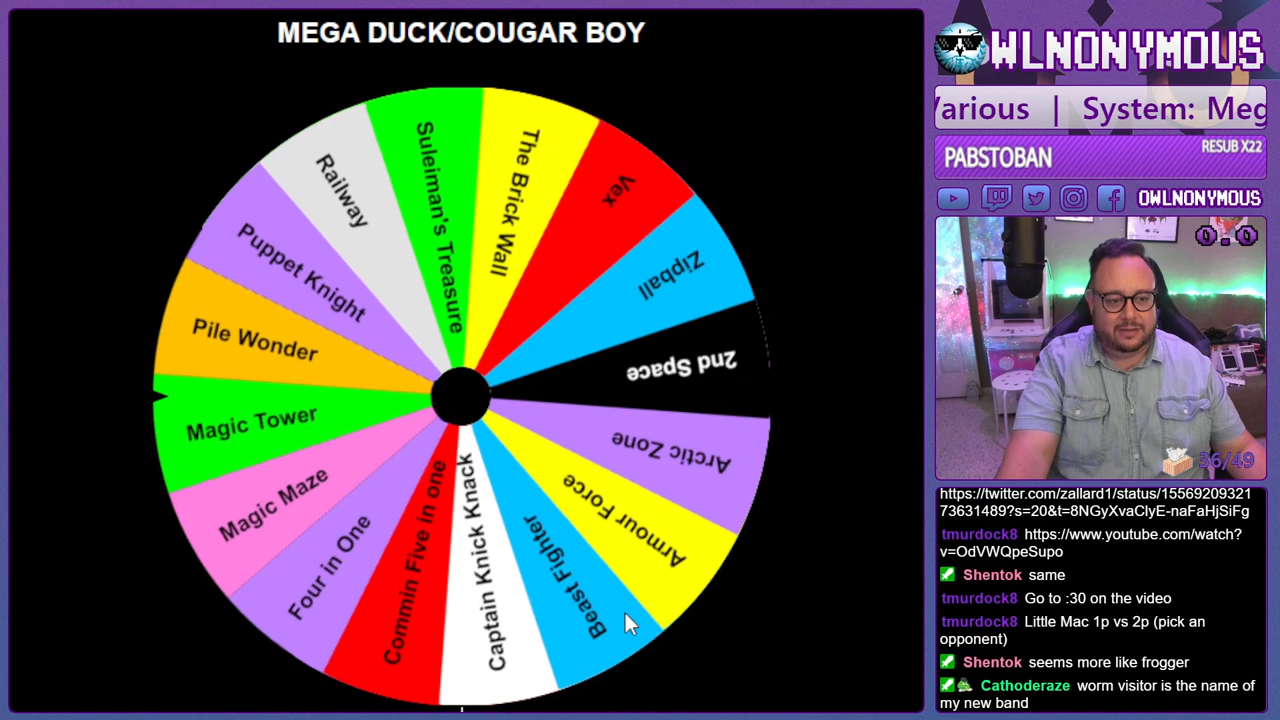 MEGA DUCK/COUGAR BOY
Suleiman's Treasure
The Brick Wall
Vex
Zipball
2nd Space
Arctic Zone
Armour Force
Beast Fighter
Captain Knick Knack
Commin Five in one
Four in One
Magic Maze
Magic Tower
Pile Wonder
Puppet Knight
Railway
WLNONYMOUS
Various | System: Meg
PABSTOBAN RESUB X22
OWLNONYMOUS
0.0
36/49
https://twitter.com/zallard1/status/15569209321
73631489?s=20&t=8NGyXvaClyE-naFaHjSiFg
tmurdock8 https://www.youtube.com/watch?
v=OdVWQpeSupo
Shentok same
tmurdock8 Go to :30 on the video
tmurdock8 Little Mac 1p vs 2p (pick an
opponent)
Shentok seems more like frogger
Cathoderaze worm visitor is the name of
my new band